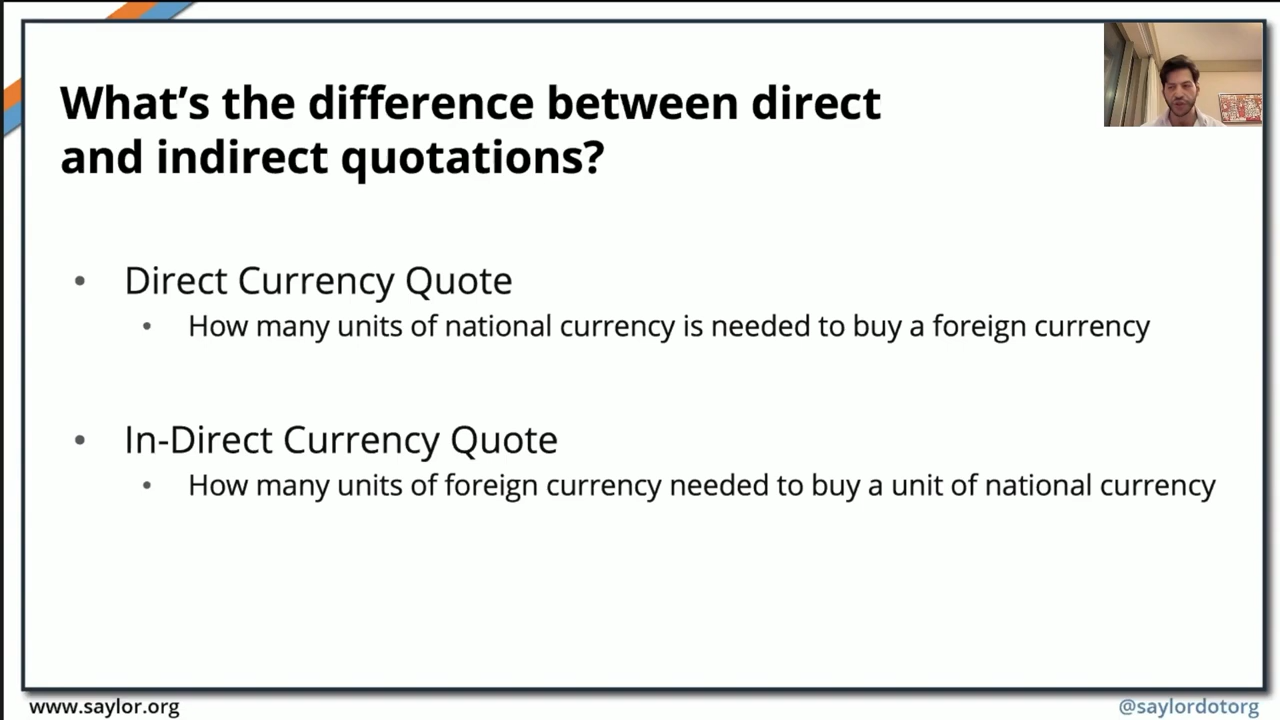 What's the difference between direct
and indirect quotations?
• Direct Currency Quote
• How many units of national currency is needed to buy a foreign currency
• In-Direct Currency Quote
• How many units of foreign currency needed to buy a unit of national currency
www.saylor.org
@saylordotorg